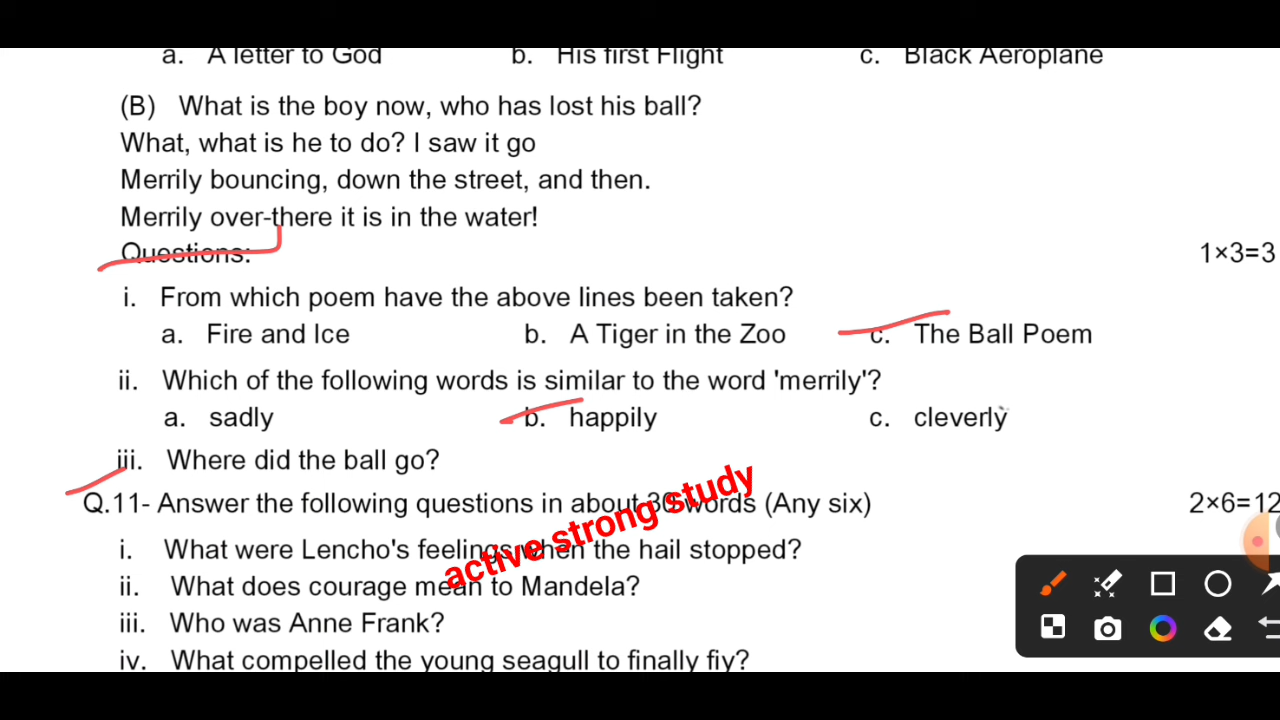 a. A letter to God b. His first Flight c. Black Aeroplane
(B) What is the boy now, who has lost his ball?
What, what is he to do? I saw it go
Merrily bouncing, down the street, and then.
Merrily over-there it is in the water!
Questions: 1×3=3
i. From which poem have the above lines been taken?
a. Fire and Ice b. A Tiger in the Zoo c. The Ball Poem
ii. Which of the following words is similar to the word 'merrily'?
a. sadly b. happily c. cleverly
iii. Where did the ball go?
Q.11- Answer the following questions in about 30 words (Any six) 2×6=12
active strong study
i. What were Lencho's feelings when the hail stopped?
ii. What does courage mean to Mandela?
iii. Who was Anne Frank?
iv. What compelled the young seagull to finally fiy?